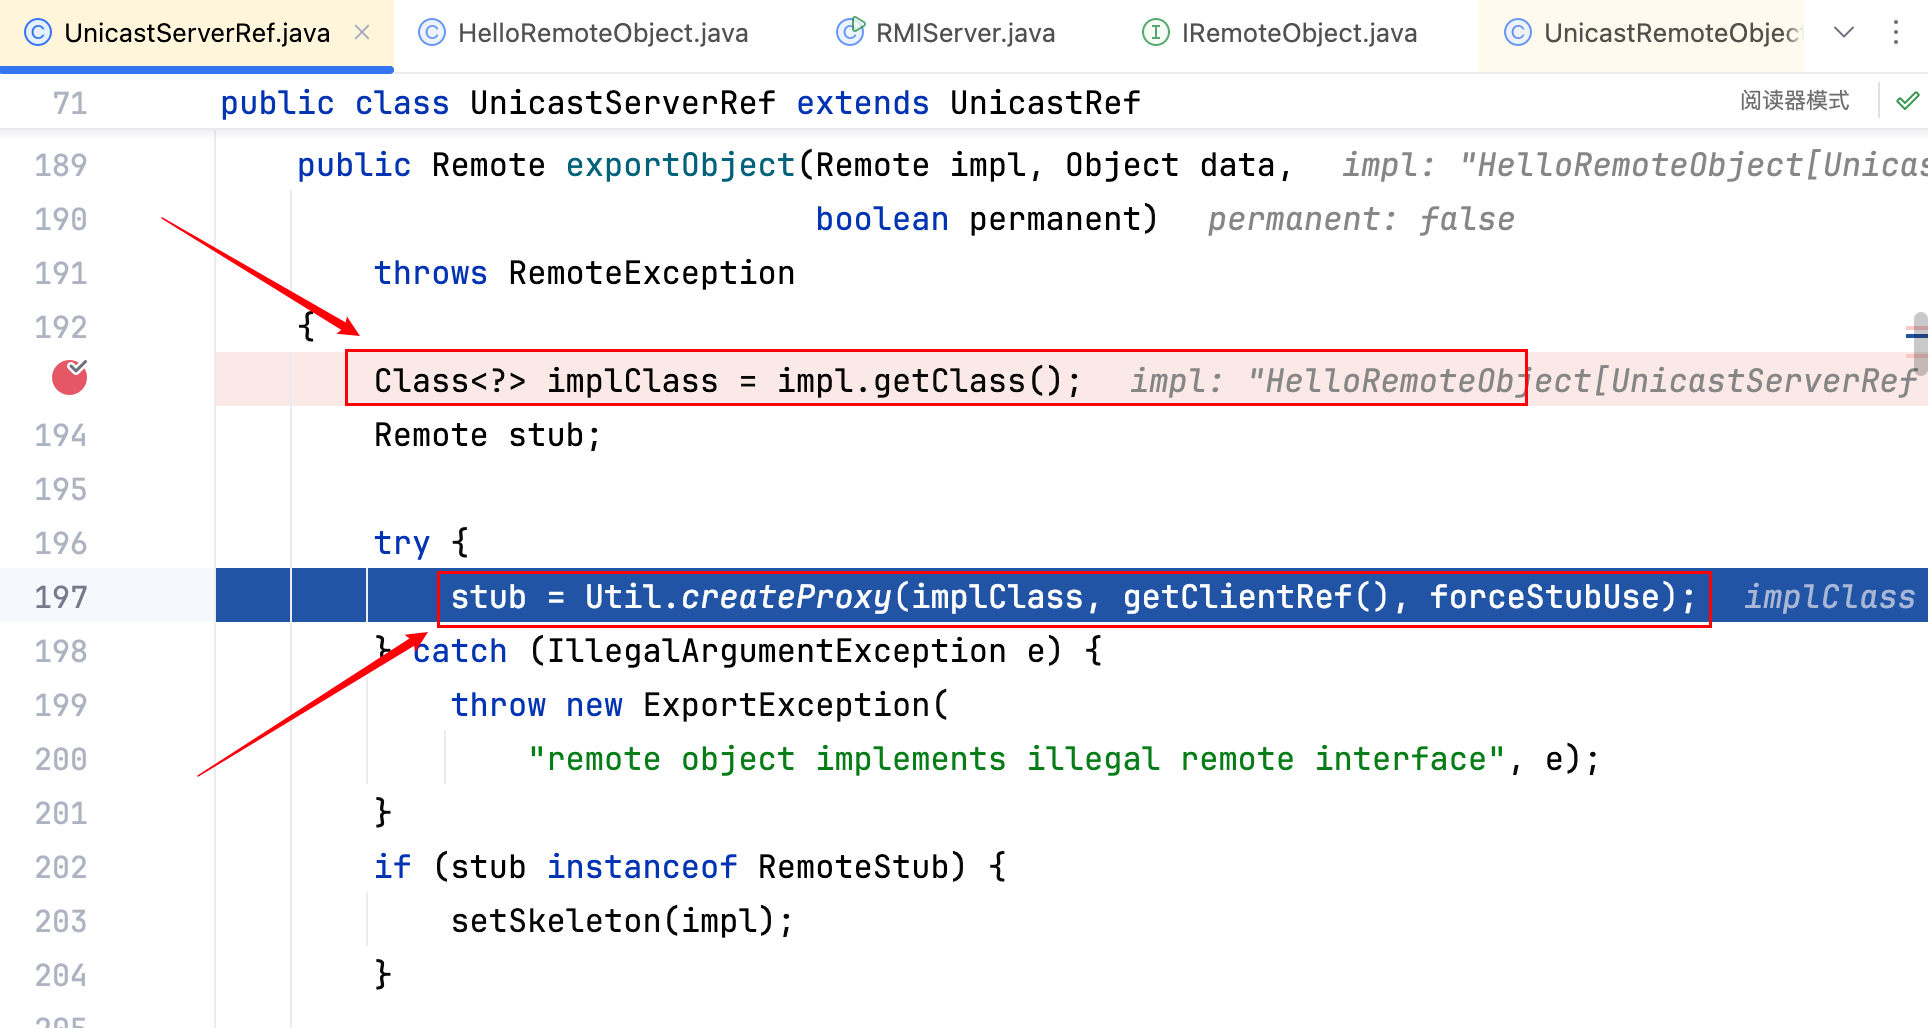 UnicastServerRef.java HelloRemoteObject.java RMIServer.java IRemoteObject.java UnicastRemoteObjec
71 public class UnicastServerRef extends UnicastRef 阅读器模式
189 public Remote exportObject(Remote impl, Object data, impl: "HelloRemoteObject[Unicas
190 boolean permanent) permanent: false
191 throws RemoteException
192 {
Class<?> implClass = impl.getClass(); impl: "HelloRemoteObject[UnicastServerRef
194 Remote stub;
195
196 try {
197 stub = Util.createProxy(implClass, getClientRef(), forceStubUse); implClass
198 } catch (IllegalArgumentException e) {
199 throw new ExportException(
200 "remote object implements illegal remote interface", e);
201 }
202 if (stub instanceof RemoteStub) {
203 setSkeleton(impl);
204 }
205